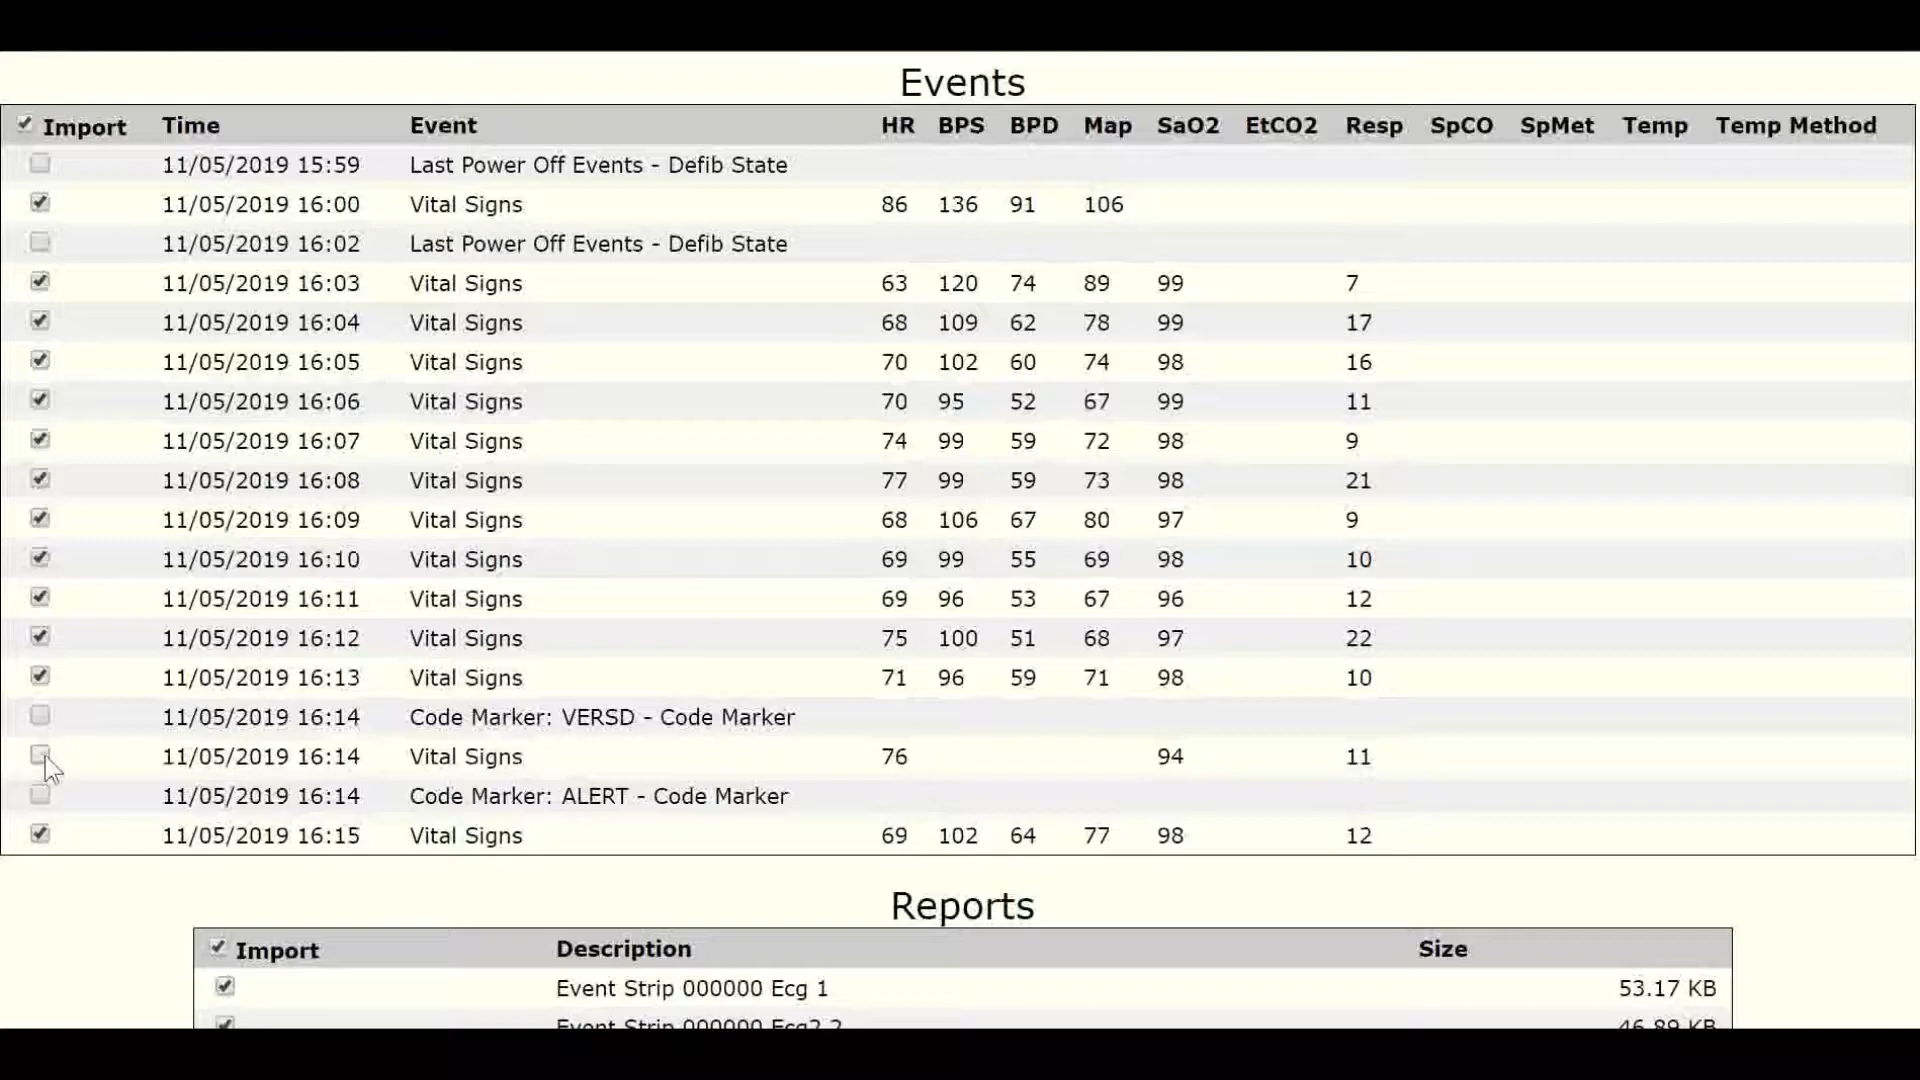 Events
Import Time Event HR BPS BPD Map SaO2 EtCO2 Resp SpCO SpMet Temp Temp Method
11/05/2019 15:59 Last Power Off Events - Defib State
11/05/2019 16:00 Vital Signs 86 136 91 106
11/05/2019 16:02 Last Power Off Events - Defib State
11/05/2019 16:03 Vital Signs 63 120 74 89 99 7
11/05/2019 16:04 Vital Signs 68 109 62 78 99 17
11/05/2019 16:05 Vital Signs 70 102 60 74 98 16
11/05/2019 16:06 Vital Signs 70 95 52 67 99 11
11/05/2019 16:07 Vital Signs 74 99 59 72 98 9
11/05/2019 16:08 Vital Signs 77 99 59 73 98 21
11/05/2019 16:09 Vital Signs 68 106 67 80 97 9
11/05/2019 16:10 Vital Signs 69 99 55 69 98 10
11/05/2019 16:11 Vital Signs 69 96 53 67 96 12
11/05/2019 16:12 Vital Signs 75 100 51 68 97 22
11/05/2019 16:13 Vital Signs 71 96 59 71 98 10
11/05/2019 16:14 Code Marker: VERSD - Code Marker
11/05/2019 16:14 Vital Signs 76 94 11
11/05/2019 16:14 Code Marker: ALERT - Code Marker
11/05/2019 16:15 Vital Signs 69 102 64 77 98 12
Reports
Import Description Size
Event Strip 000000 Ecg 1 53.17 KB
Event Strip 000000 Ecg2 2 46.89 KB